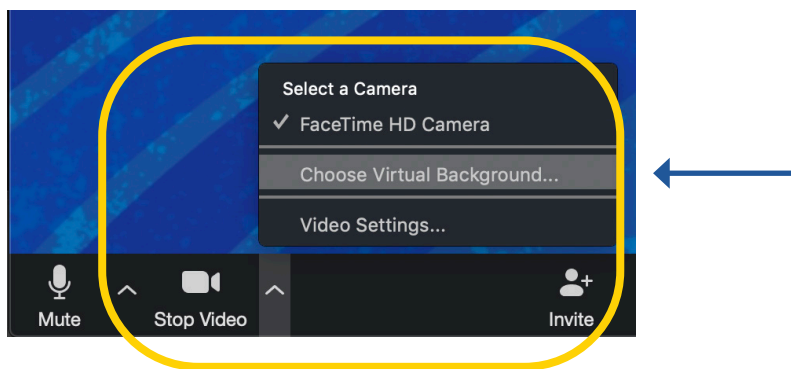 Select a Camera
FaceTime HD Camera
Choose Virtual Background...
Video Settings...
Mute
Stop Video
Invite